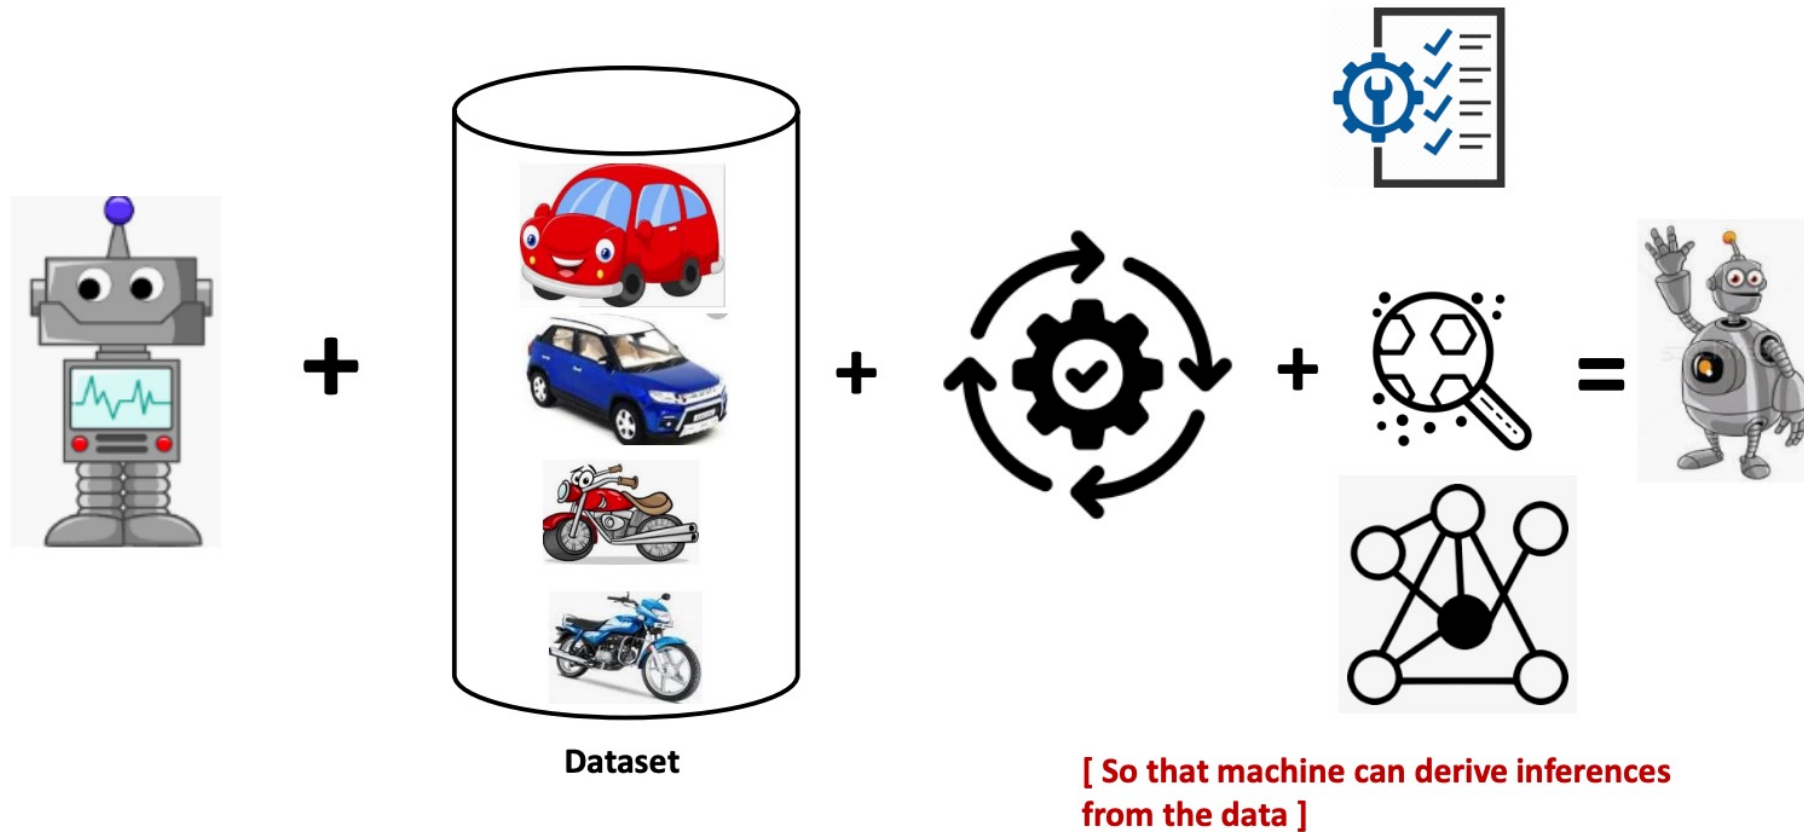 Dataset
[ So that machine can derive inferences
from the data ]